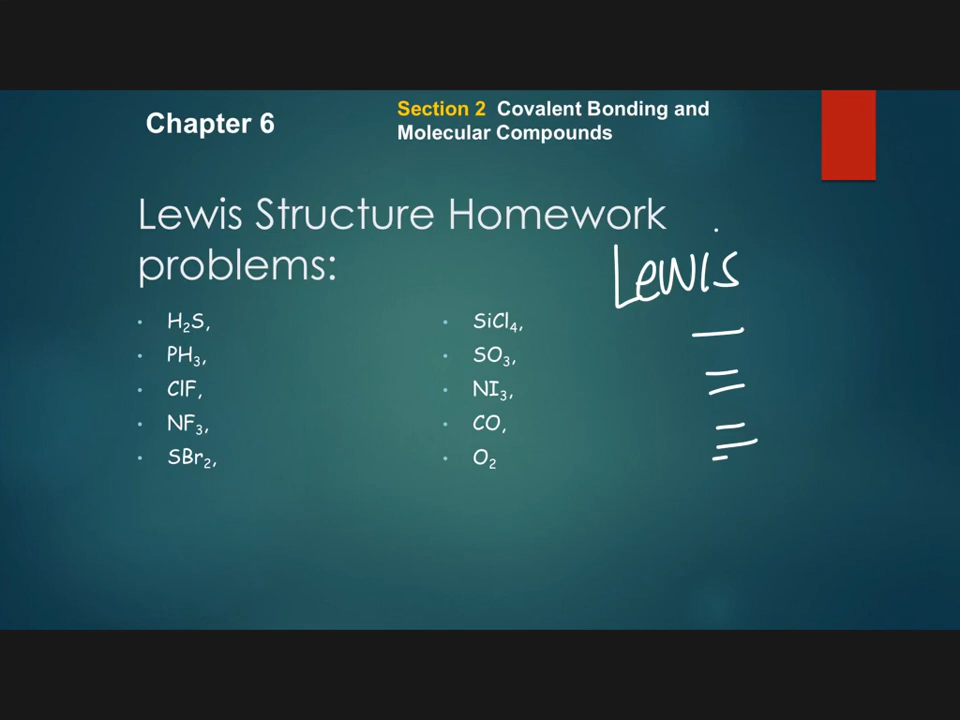 Chapter 6
Section 2 Covalent Bonding and
Molecular Compounds
Lewis Structure Homework
problems:
Lewis
• H₂S,
• PH₃,
• ClF,
• NF₃,
• SBr₂,
• SiCl₄,
• SO₃,
• NI₃,
• CO,
• O₂